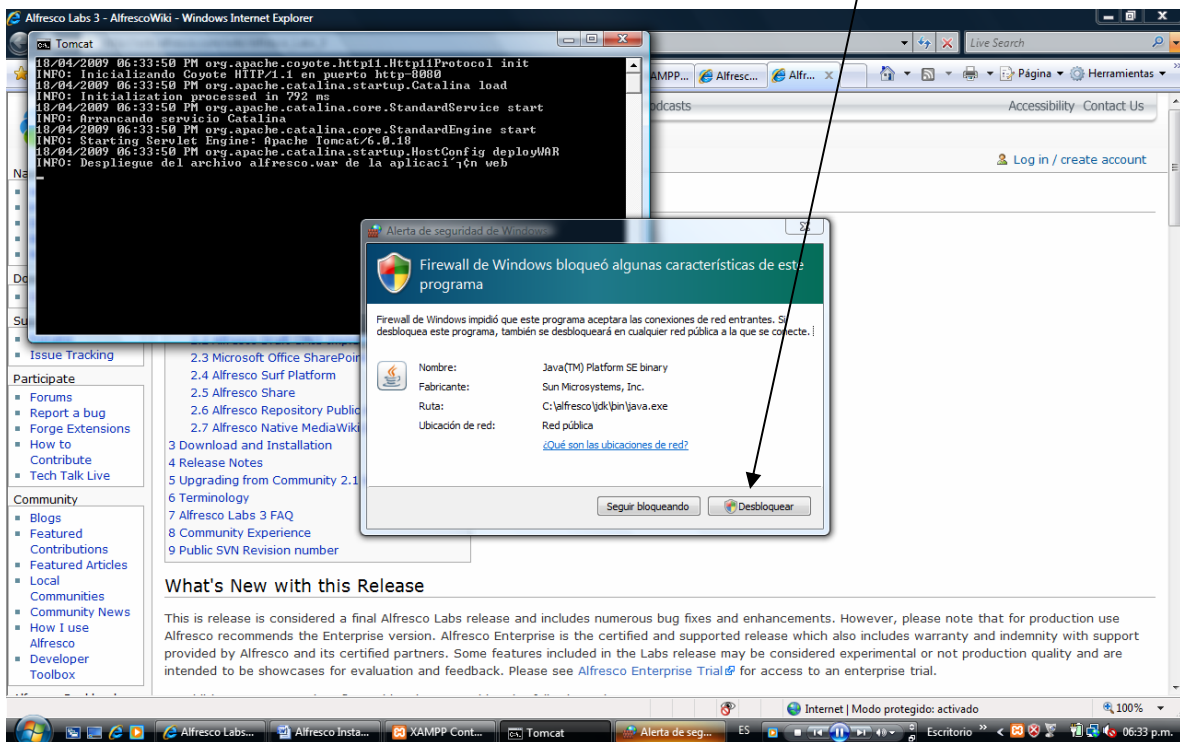 Alfresco Labs 3 - AlfrescoWiki - Windows Internet Explorer
Live Search
Tomcat
18/04/2009 06:33:50 PM org.apache.coyote.http11.Http11Protocol init
INFO: Inicializando Coyote HTTP/1.1 en puerto http-8080
18/04/2009 06:33:50 PM org.apache.catalina.startup.Catalina load
INFO: Initialization processed in 792 ms
18/04/2009 06:33:50 PM org.apache.catalina.core.StandardService start
INFO: Arrancando servicio Catalina
18/04/2009 06:33:50 PM org.apache.catalina.core.StandardEngine start
INFO: Starting Servlet Engine: Apache Tomcat/6.0.18
18/04/2009 06:33:50 PM org.apache.catalina.startup.HostConfig deployWAR
INFO: Despliegue del archivo alfresco.war de la aplicaci´┐¢n web
AMPP... Alfresc... Alfr... Página Herramientas
odcasts
Accessibility Contact Us
Log in / create account
Na
Do
Su
Alerta de seguridad de Windows
Firewall de Windows bloqueó algunas características de este
programa
Firewall de Windows impidió que este programa aceptara las conexiones de red entrantes. Si
desbloquea este programa, también se desbloqueará en cualquier red pública a la que se conecte.
Nombre: Java(TM) Platform SE binary
Fabricante: Sun Microsystems, Inc.
Ruta: C:\alfresco\jdk\bin\java.exe
Ubicación de red: Red pública
¿Qué son las ubicaciones de red?
Seguir bloqueando Desbloquear
Issue Tracking
Participate
Forums
Report a bug
Forge Extensions
How to
Contribute
Tech Talk Live
Community
Blogs
Featured
Contributions
Featured Articles
Local
Communities
Community News
How I use
Alfresco
Developer
Toolbox
2.3 Microsoft Office SharePoin
2.4 Alfresco Surf Platform
2.5 Alfresco Share
2.6 Alfresco Repository Public
2.7 Alfresco Native MediaWiki
3 Download and Installation
4 Release Notes
5 Upgrading from Community 2.1
6 Terminology
7 Alfresco Labs 3 FAQ
8 Community Experience
9 Public SVN Revision number
What's New with this Release
This is release is considered a final Alfresco Labs release and includes numerous bug fixes and enhancements. However, please note that for production use
Alfresco recommends the Enterprise version. Alfresco Enterprise is the certified and supported release which also includes warranty and indemnity with support
provided by Alfresco and its certified partners. Some features included in the Labs release may be considered experimental or not production quality and are
intended to be showcases for evaluation and feedback. Please see Alfresco Enterprise Trial for access to an enterprise trial.
Internet | Modo protegido: activado
100%
Alfresco Labs... Alfresco Insta... XAMPP Cont... Tomcat Alerta de seg... ES Escritorio 06:33 p.m.